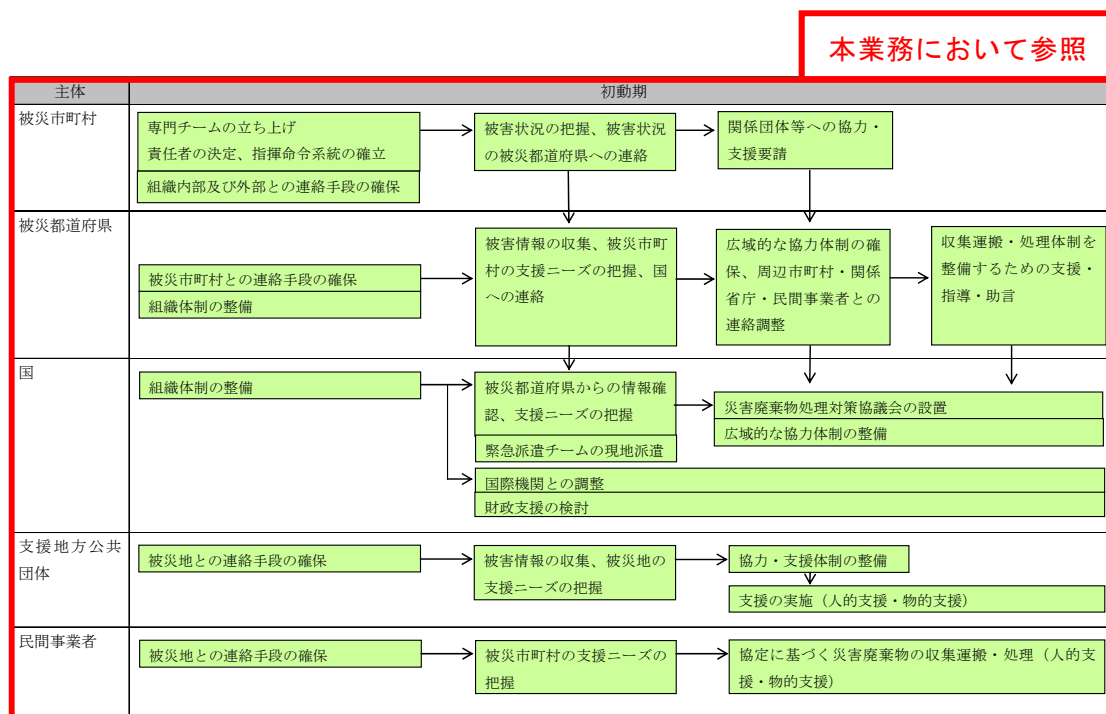 本業務において参照
主体
初動期
被災市町村
専門チームの立ち上げ
責任者の決定、指揮命令系統の確立
組織内部及び外部との連絡手段の確保
被害状況の把握、被害状況
の被災都道府県への連絡
関係団体等への協力・
支援要請
被災都道府県
被災市町村との連絡手段の確保
組織体制の整備
被害情報の収集、被災市町
村の支援ニーズの把握、国
への連絡
広域的な協力体制の確
保、周辺市町村・関係
省庁・民間事業者との
連絡調整
収集運搬・処理体制を
整備するための支援・
指導・助言
国
組織体制の整備
被災都道府県からの情報確
認、支援ニーズの把握
緊急派遣チームの現地派遣
災害廃棄物処理対策協議会の設置
広域的な協力体制の整備
国際機関との調整
財政支援の検討
支援地方公共
団体
被災地との連絡手段の確保
被害情報の収集、被災地の
支援ニーズの把握
協力・支援体制の整備
支援の実施（人的支援・物的支援）
民間事業者
被災地との連絡手段の確保
被災市町村の支援ニーズの
把握
協定に基づく災害廃棄物の収集運搬・処理（人的支
援・物的支援）